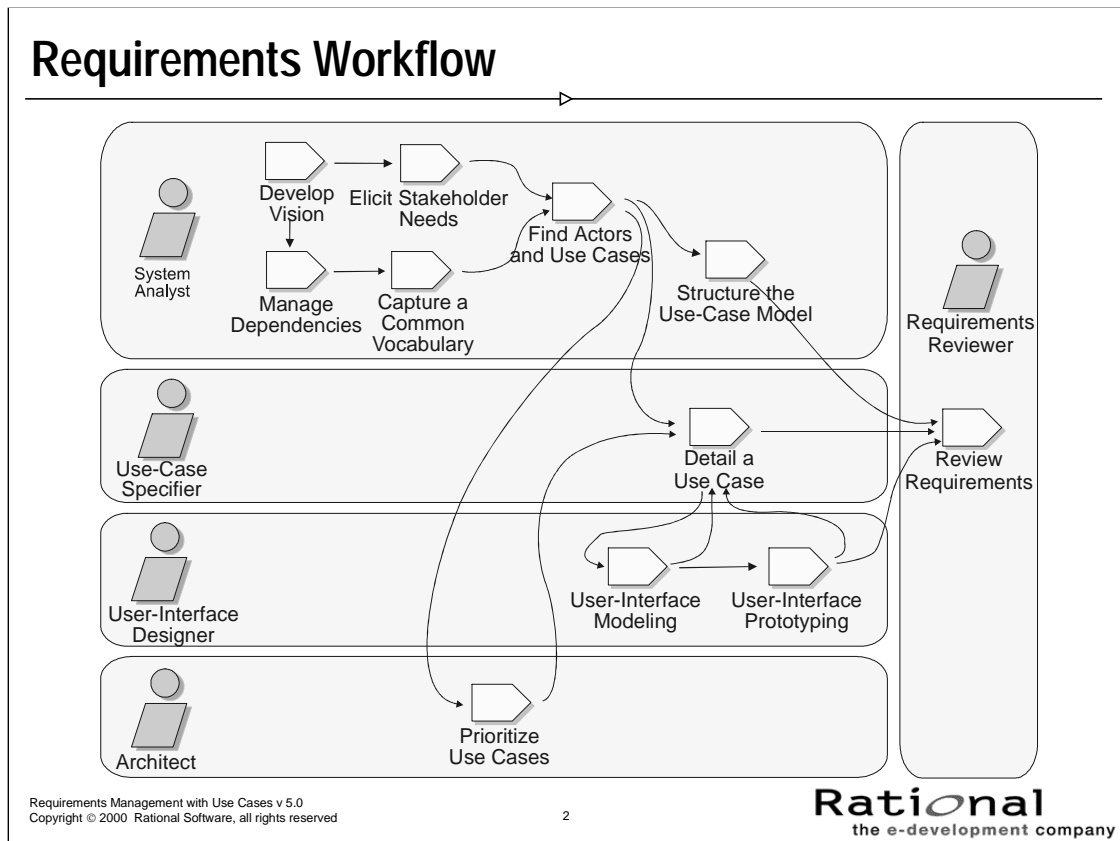 Requirements Workflow
Develop
Vision
Elicit Stakeholder
Needs
Find Actors
and Use Cases
System
Analyst
Manage
Dependencies
Capture a
Common
Vocabulary
Structure the
Use-Case Model
Requirements
Reviewer
Use-Case
Specifier
Detail a
Use Case
Review
Requirements
User-Interface
Designer
User-Interface
Modeling
User-Interface
Prototyping
Architect
Prioritize
Use Cases
Requirements Management with Use Cases v 5.0
Copyright © 2000 Rational Software, all rights reserved
2
Rational
the e-development company